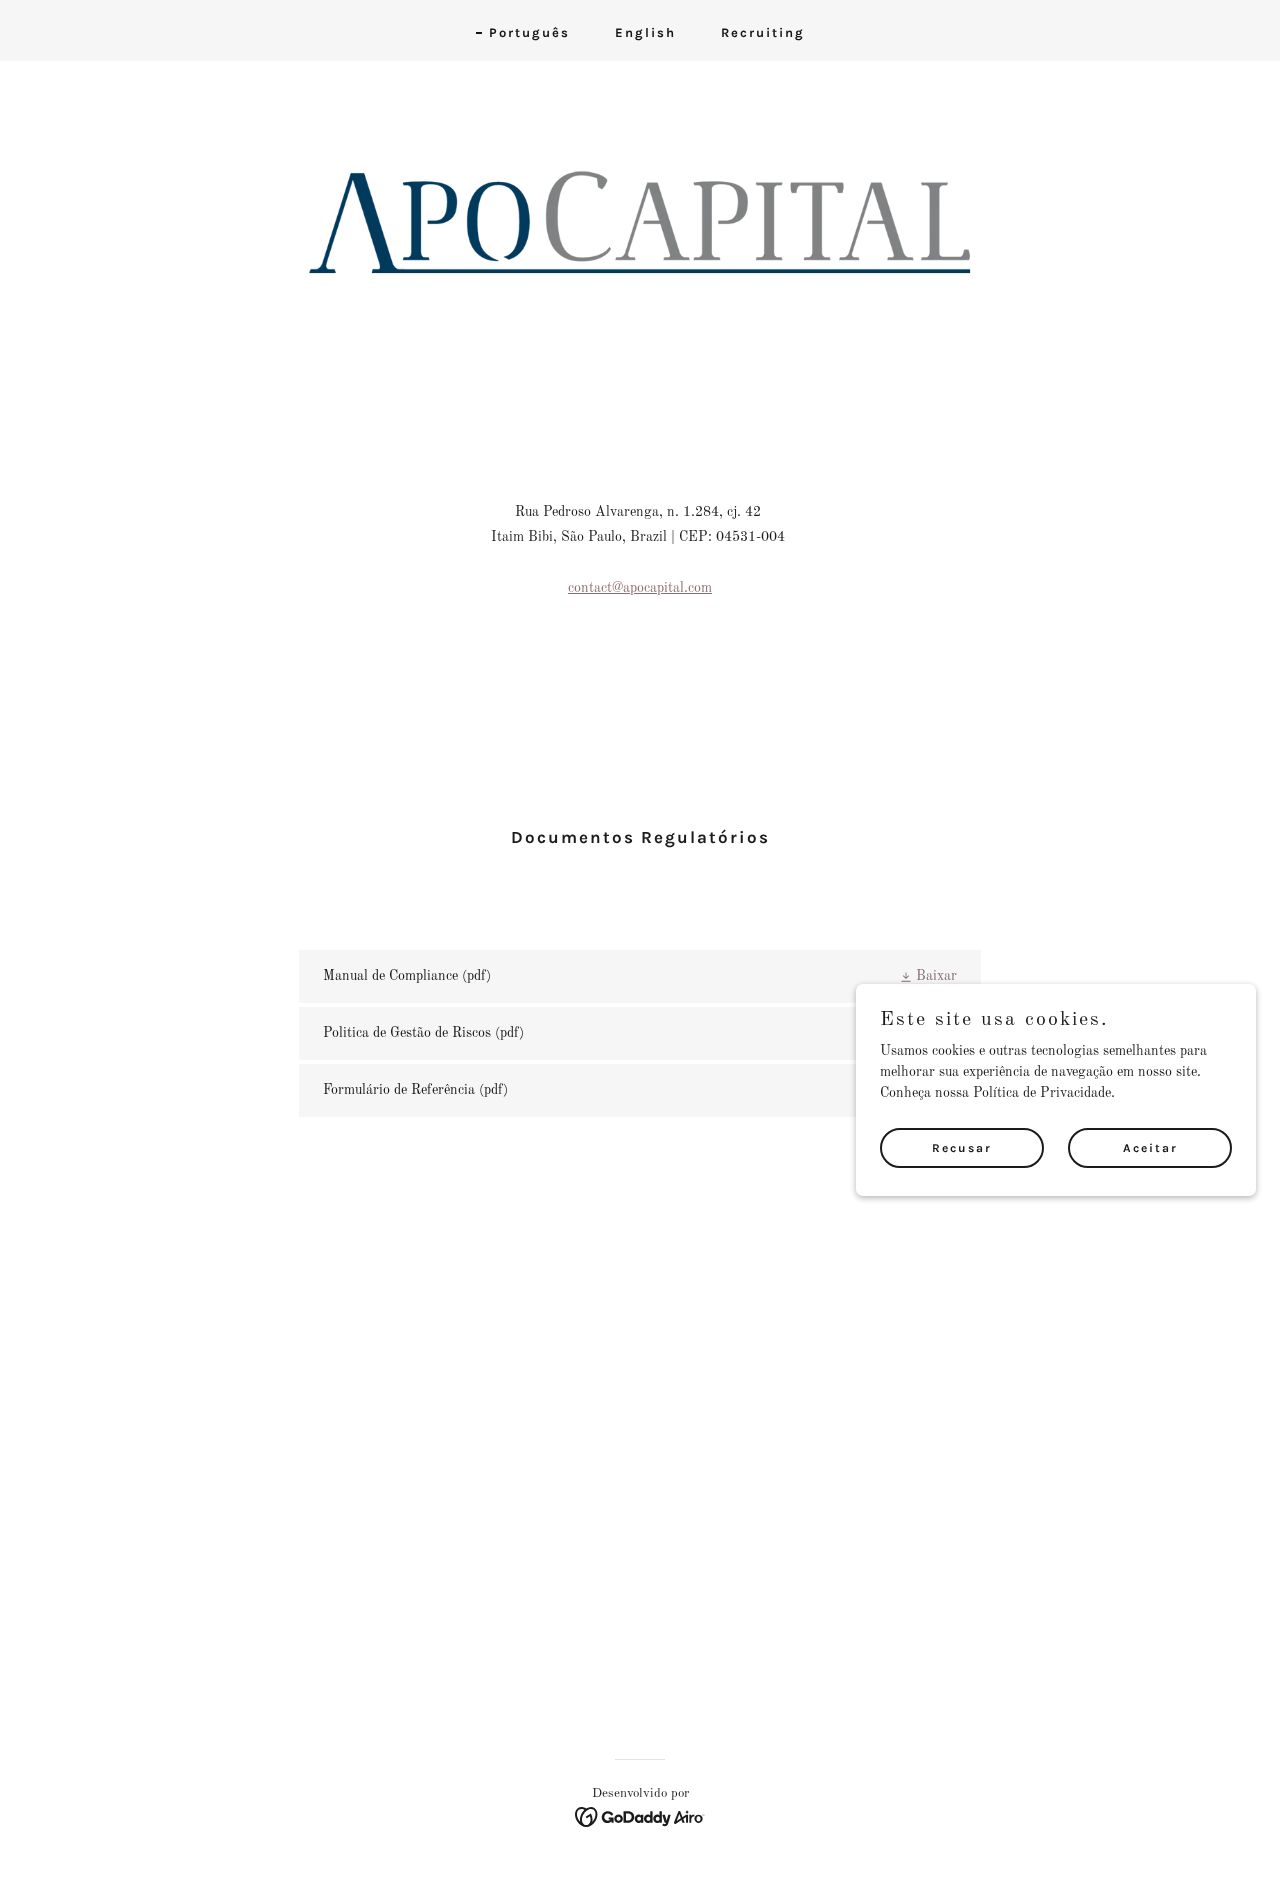 Português English Recruiting
APOCAPITAL
Rua Pedroso Alvarenga, n. 1.284, cj. 42
Itaim Bibi, São Paulo, Brazil | CEP: 04531-004
contact@apocapital.com
Documentos Regulatórios
Manual de Compliance (pdf) Baixar
Politica de Gestão de Riscos (pdf)
Formulário de Referência (pdf)
Este site usa cookies.
Usamos cookies e outras tecnologias semelhantes para
melhorar sua experiência de navegação em nosso site.
Conheça nossa Política de Privacidade.
Recusar Aceitar
Desenvolvido por
GoDaddy Airo